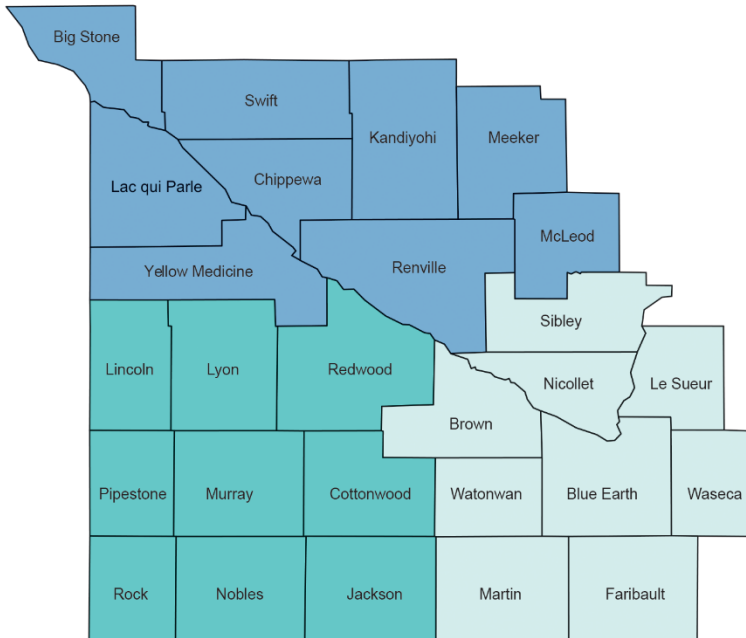 Big Stone
Swift
Kandiyohi
Meeker
Lac qui Parle
Chippewa
McLeod
Yellow Medicine
Renville
Sibley
Lincoln
Lyon
Redwood
Nicollet
Le Sueur
Brown
Pipestone
Murray
Cottonwood
Watonwan
Blue Earth
Waseca
Rock
Nobles
Jackson
Martin
Faribault